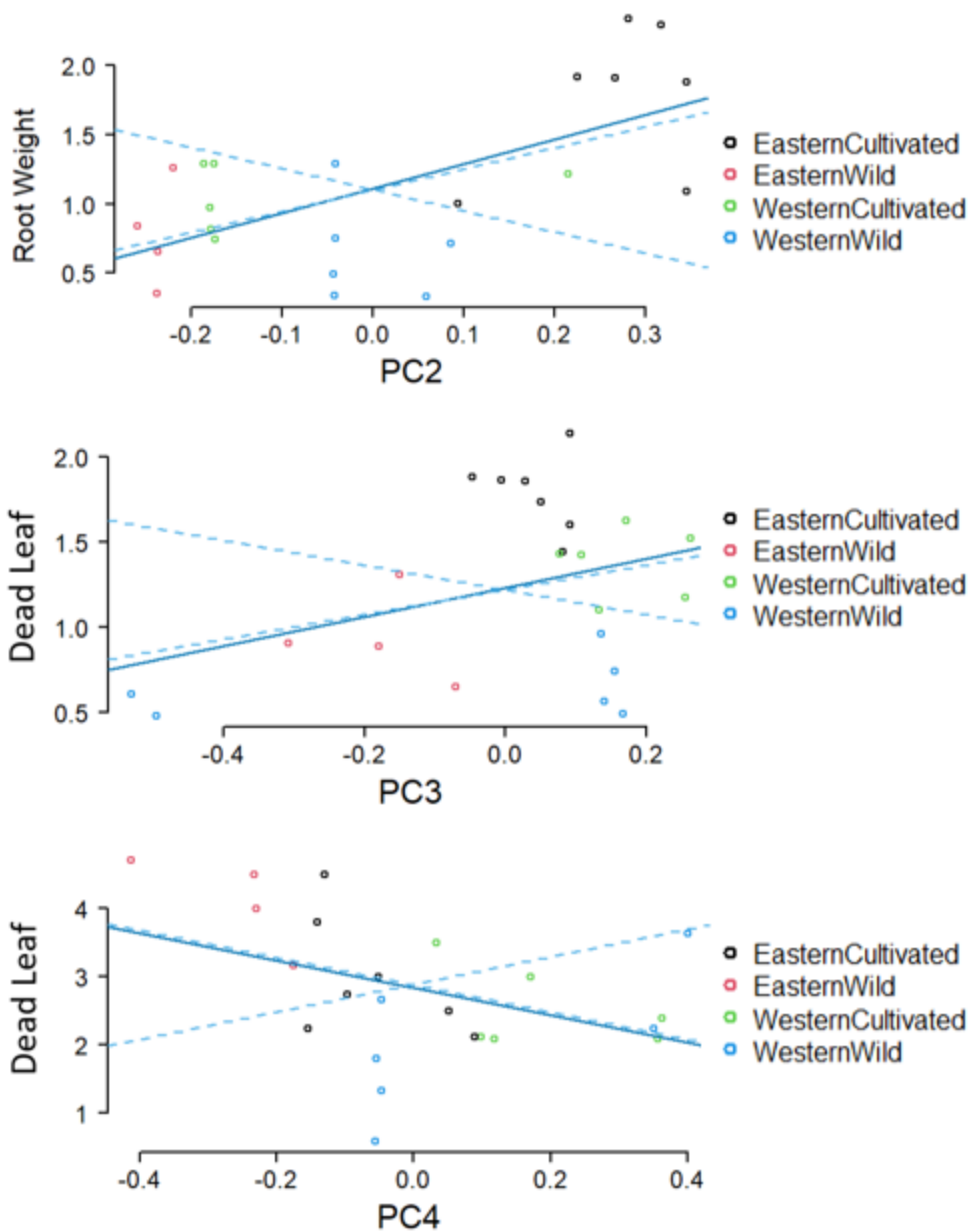 Root Weight
2.0
1.5
1.0
0.5
-0.2 -0.1 0.0 0.1 0.2 0.3
PC2
EasternCultivated
EasternWild
WesternCultivated
WesternWild
Dead Leaf
2.0
1.5
1.0
0.5
-0.4 -0.2 0.0 0.2
PC3
EasternCultivated
EasternWild
WesternCultivated
WesternWild
Dead Leaf
4
3
2
1
-0.4 -0.2 0.0 0.2 0.4
PC4
EasternCultivated
EasternWild
WesternCultivated
WesternWild